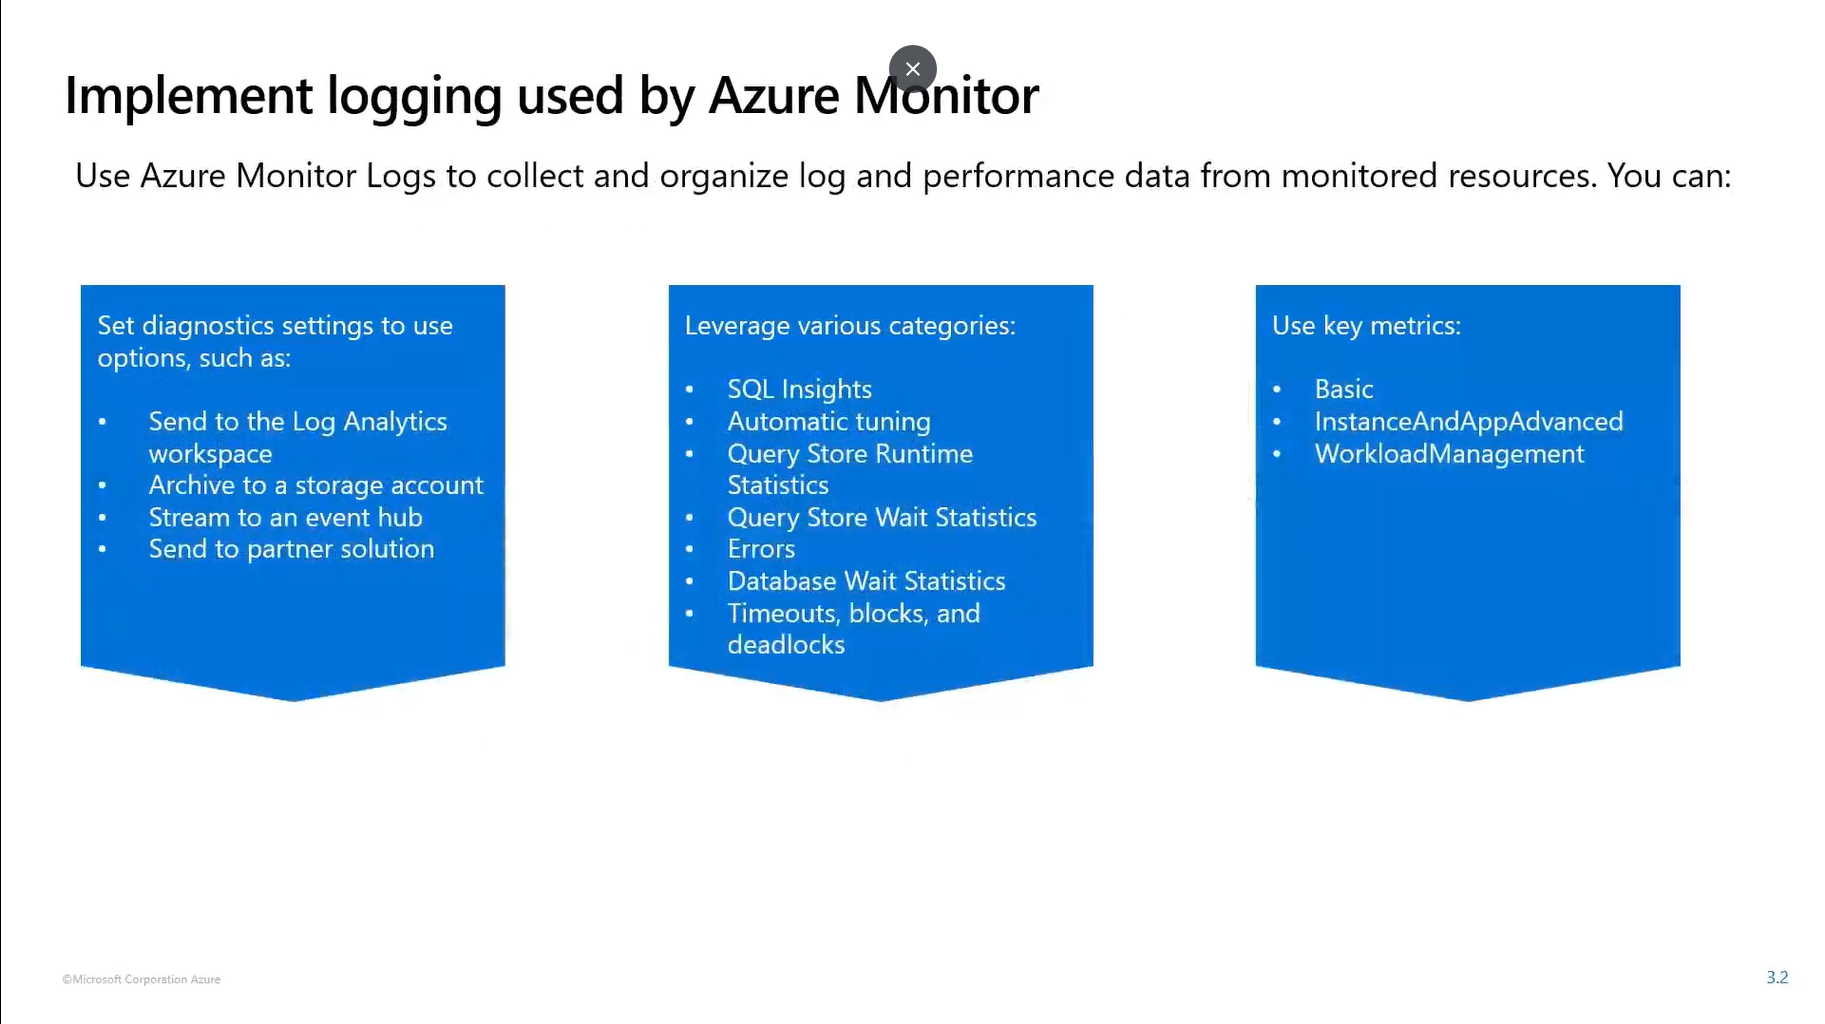 Implement logging used by Azure Monitor
Use Azure Monitor Logs to collect and organize log and performance data from monitored resources. You can:
Set diagnostics settings to use
options, such as:
• Send to the Log Analytics
workspace
• Archive to a storage account
• Stream to an event hub
• Send to partner solution
Leverage various categories:
• SQL Insights
• Automatic tuning
• Query Store Runtime
Statistics
• Query Store Wait Statistics
• Errors
• Database Wait Statistics
• Timeouts, blocks, and
deadlocks
Use key metrics:
• Basic
• InstanceAndAppAdvanced
• WorkloadManagement
©Microsoft Corporation Azure
3.2